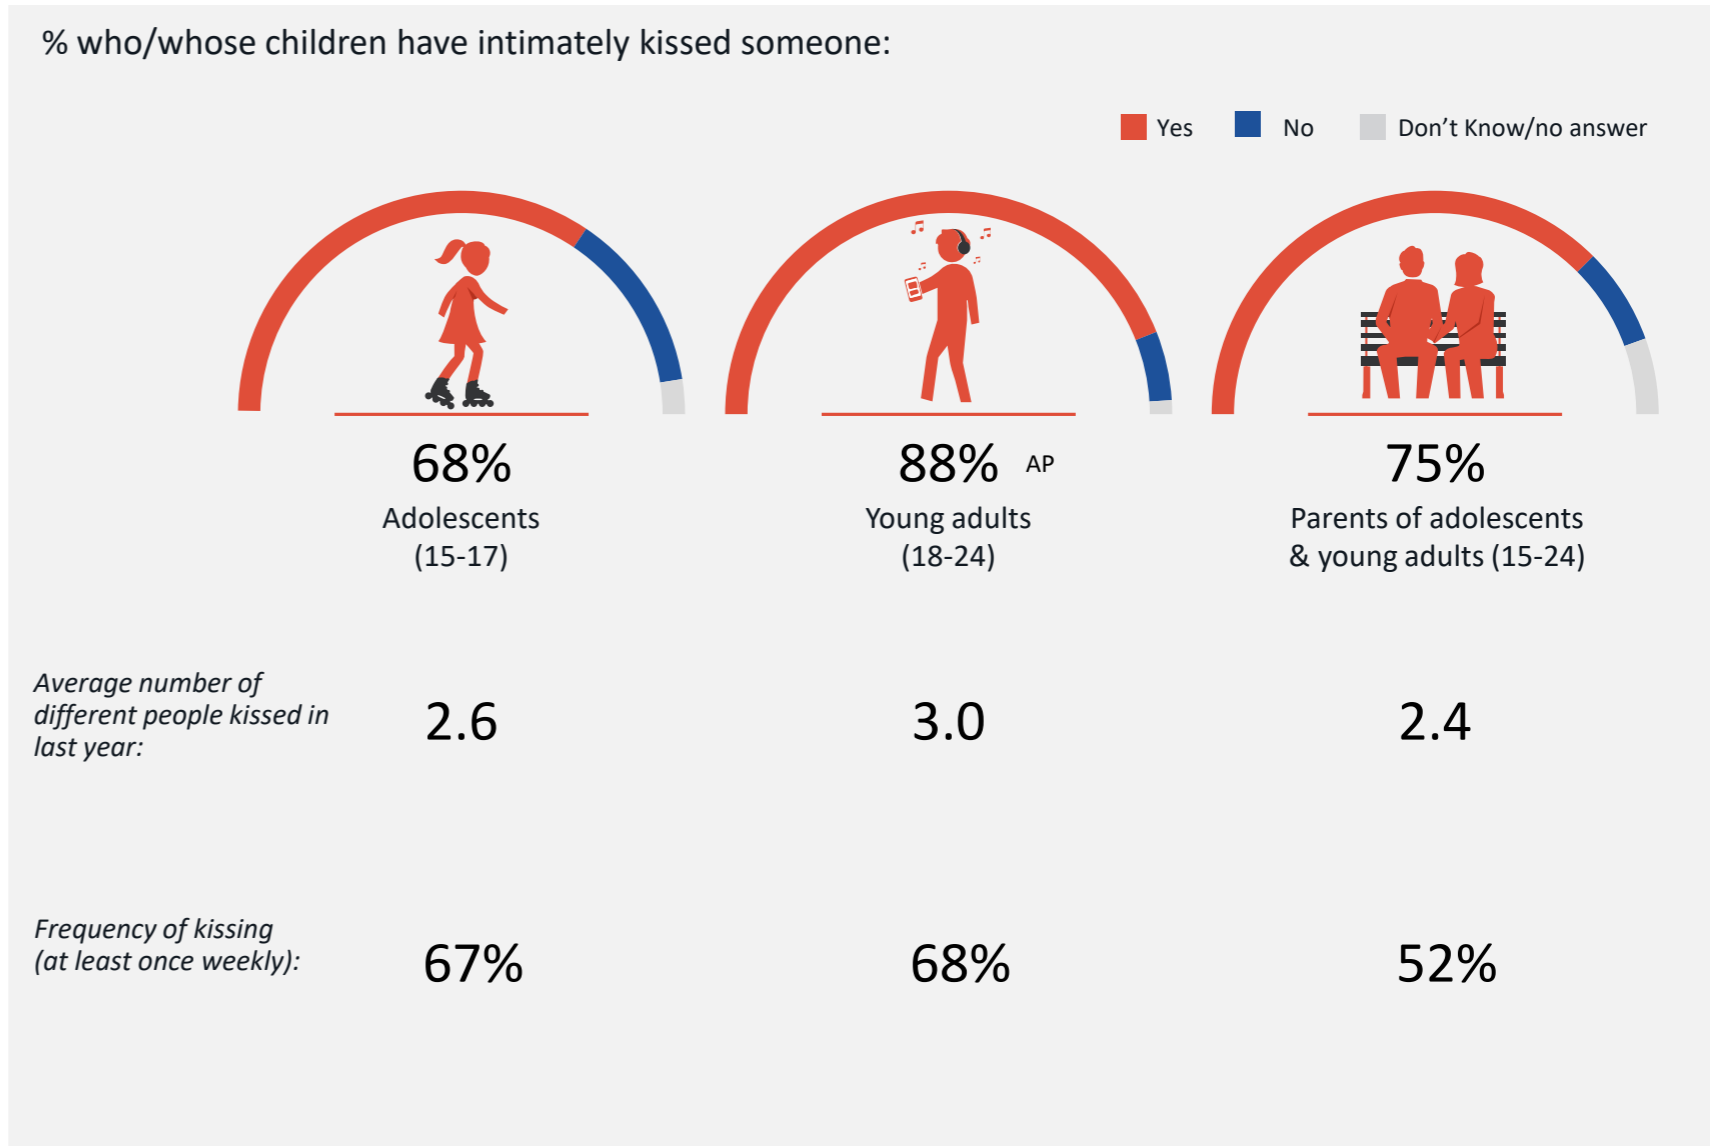 % who/whose children have intimately kissed someone:
Yes No Don’t Know/no answer
68% 88% AP 75%
Adolescents Young adults Parents of adolescents
(15-17) (18-24) & young adults (15-24)
Average number of
different people kissed in
last year:
2.6 3.0 2.4
Frequency of kissing
(at least once weekly):
67% 68% 52%